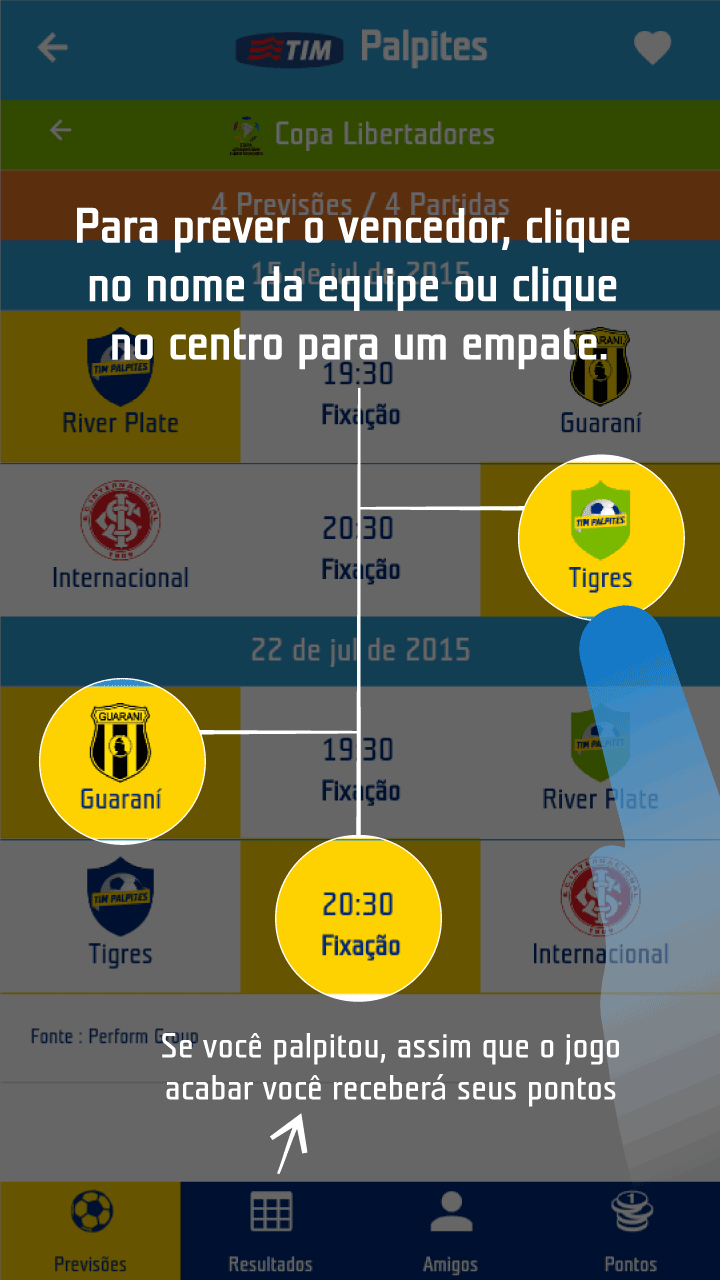 TIM Palpites
Copa Libertadores
4 Previsões / 4 Partidas
Para prever o vencedor, clique
no nome da equipe ou clique
no centro para um empate.
15 de jul de 2015
TIM PALPITES
River Plate
19:30
Fixação
GUARANI
Guaraní
S.C. INTERNACIONAL
1909
Internacional
20:30
Fixação
TIM PALPITES
Tigres
22 de jul de 2015
GUARANI
Guaraní
19:30
Fixação
TIM PALPITES
River Plate
TIM PALPITES
Tigres
20:30
Fixação
S.C. INTERNACIONAL
Internacional
Fonte : Perform Group
Se você palpitou, assim que o jogo
acabar você receberá seus pontos
Previsões
Resultados
Amigos
1
Pontos